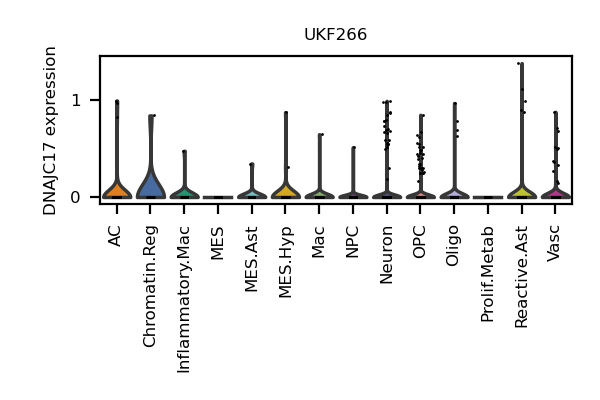 UKF266
DNAJC17 expression
1
0
AC
Chromatin.Reg
Inflammatory.Mac
MES
MES.Ast
MES.Hyp
Mac
NPC
Neuron
OPC
Oligo
Prolif.Metab
Reactive.Ast
Vasc